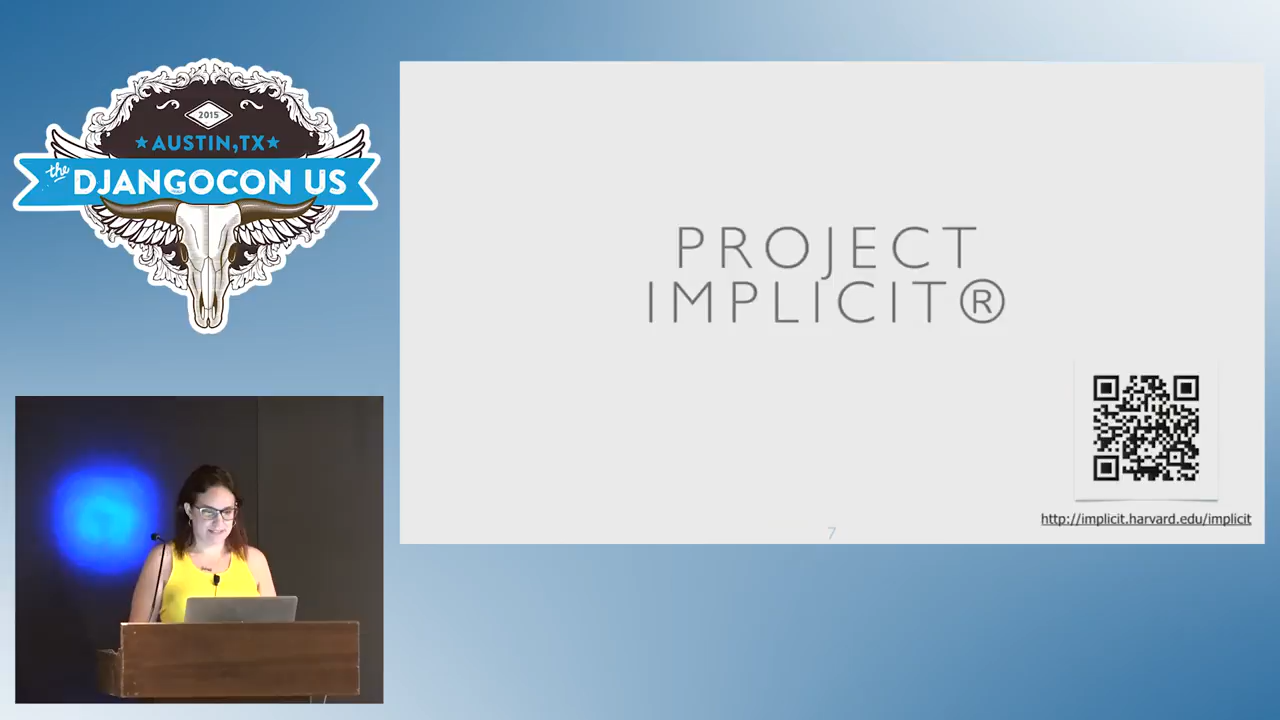 2015
AUSTIN,TX
the
DJANGOCON US
PROJECT
IMPLICIT®
http://implicit.harvard.edu/implicit
7